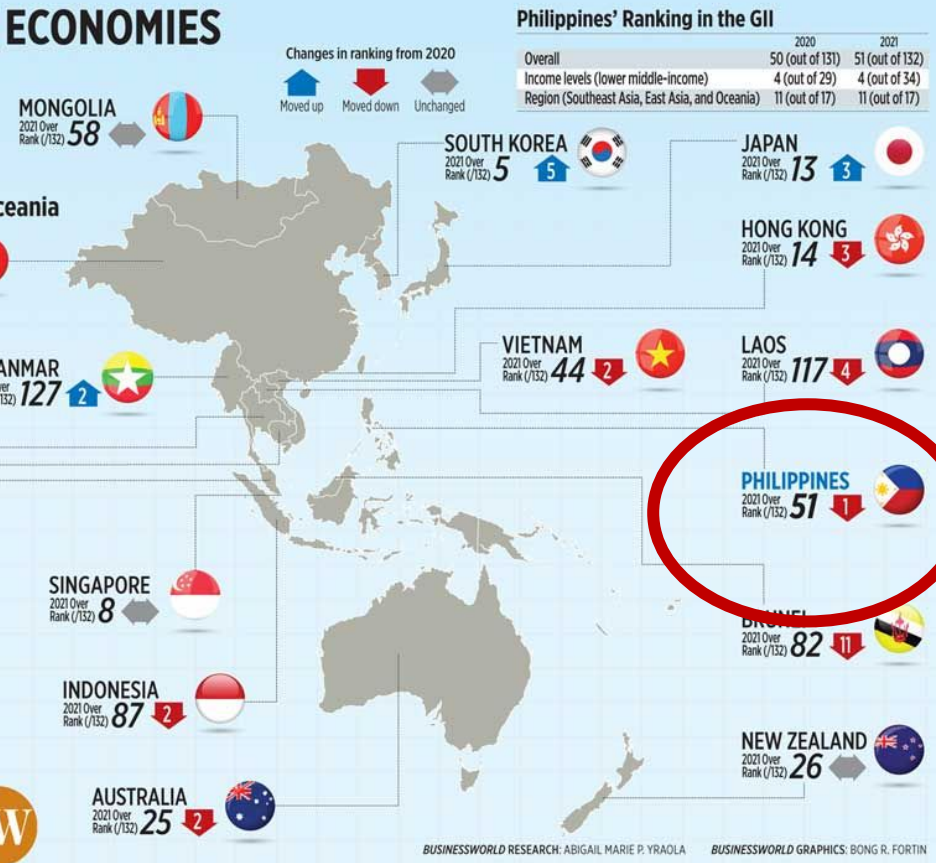 ECONOMIES
Philippines' Ranking in the GII
2020 2021
Overall 50 (out of 131) 51 (out of 132)
Income levels (lower middle-income) 4 (out of 29) 4 (out of 34)
Region (Southeast Asia, East Asia, and Oceania) 11 (out of 17) 11 (out of 17)
Changes in ranking from 2020
Moved up Moved down Unchanged
MONGOLIA
2021 Over
Rank (/132) 58
SOUTH KOREA
2021 Over
Rank (/132) 5 5
JAPAN
2021 Over
Rank (/132) 13 3
ceania
HONG KONG
2021 Over
Rank (/132) 14 3
ANMAR
ver
132) 127 2
VIETNAM
2021 Over
Rank (/132) 44 2
LAOS
2021 Over
Rank (/132) 117 4
PHILIPPINES
2021 Over
Rank (/132) 51 1
SINGAPORE
2021 Over
Rank (/132) 8
BRUNEI
2021 Over
Rank (/132) 82 11
INDONESIA
2021 Over
Rank (/132) 87 2
NEW ZEALAND
2021 Over
Rank (/132) 26
AUSTRALIA
2021 Over
Rank (/132) 25 2
W
BUSINESSWORLD RESEARCH: ABIGAIL MARIE P. YRAOLA BUSINESSWORLD GRAPHICS: BONG R. FORTIN